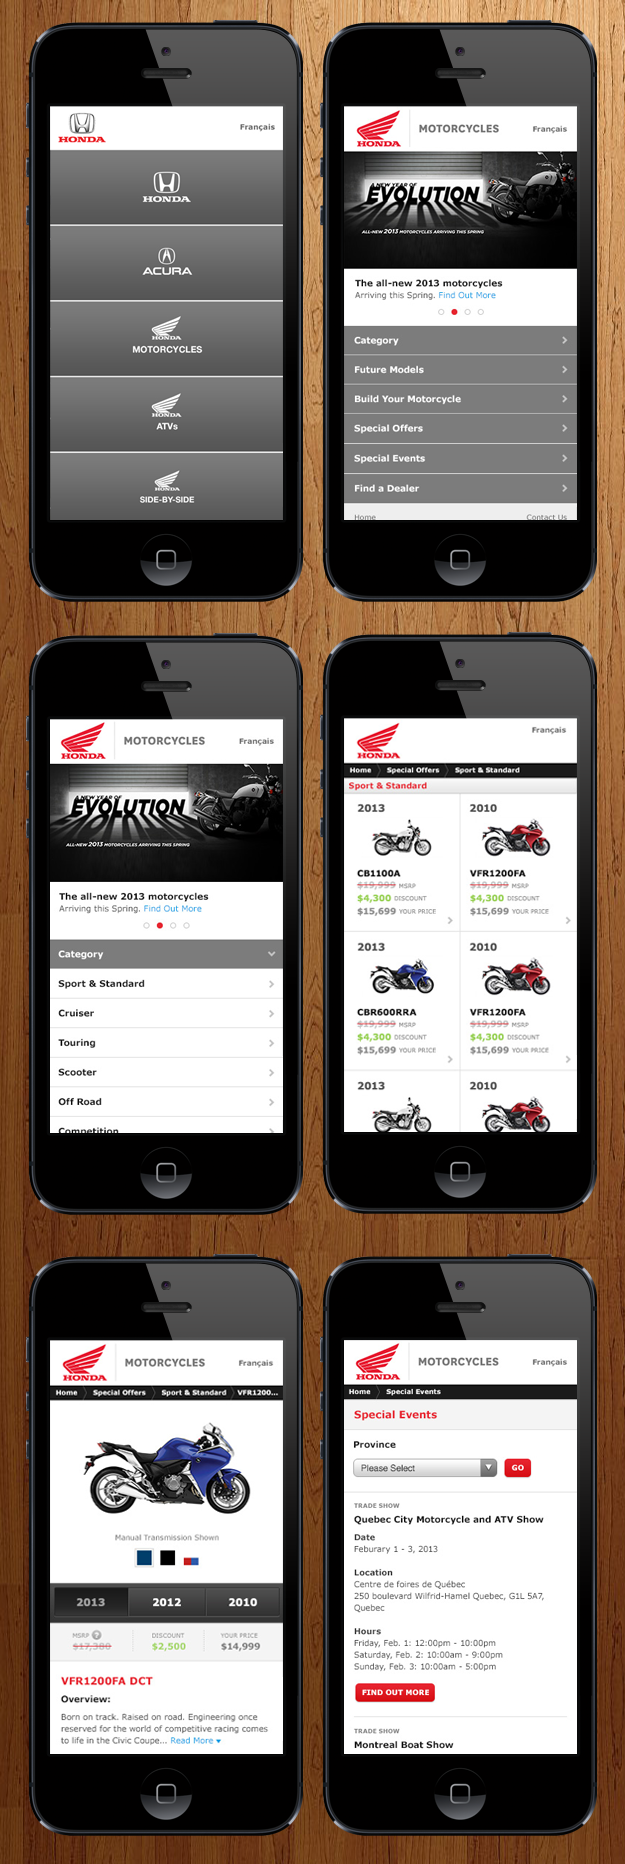 HONDA
Français
HONDA
ACURA
HONDA
MOTORCYCLES
HONDA
ATVs
HONDA
SIDE-BY-SIDE
HONDA
MOTORCYCLES
Français
A NEW YEAR OF
EVOLUTION
ALL-NEW 2013 MOTORCYCLES ARRIVING THIS SPRING
The all-new 2013 motorcycles
Arriving this Spring. Find Out More
Category
Future Models
Build Your Motorcycle
Special Offers
Special Events
Find a Dealer
Home
Contact Us
HONDA
MOTORCYCLES
Français
A NEW YEAR OF
EVOLUTION
ALL-NEW 2013 MOTORCYCLES ARRIVING THIS SPRING
The all-new 2013 motorcycles
Arriving this Spring. Find Out More
Category
Sport & Standard
Cruiser
Touring
Scooter
Off Road
Competition
HONDA
Français
Home Special Offers Sport & Standard
Sport & Standard
2013
CB1100A
$19,999 MSRP
$4,300 DISCOUNT
$15,699 YOUR PRICE
2010
VFR1200FA
$19,999 MSRP
$4,300 DISCOUNT
$15,699 YOUR PRICE
2013
CBR600RRA
$19,999 MSRP
$4,300 DISCOUNT
$15,699 YOUR PRICE
2010
VFR1200FA
$19,999 MSRP
$4,300 DISCOUNT
$15,699 YOUR PRICE
2013
2010
HONDA
MOTORCYCLES
Français
Home Special Offers Sport & Standard VFR1200...
Manual Transmission Shown
2013 2012 2010
MSRP ?
$17,380
DISCOUNT
$2,500
YOUR PRICE
$14,999
VFR1200FA DCT
Overview:
Born on track. Raised on road. Engineering once
reserved for the world of competitive racing comes
to life in the Civic Coupe... Read More
HONDA
MOTORCYCLES
Français
Home Special Events
Special Events
Province
Please Select
GO
TRADE SHOW
Quebec City Motorcycle and ATV Show
Date
Feburary 1 - 3, 2013
Location
Centre de foires de Québec
250 boulevard Wilfrid-Hamel Quebec, G1L 5A7,
Quebec
Hours
Friday, Feb. 1: 12:00pm - 10:00pm
Saturday, Feb. 2: 10:00am - 9:00pm
Sunday, Feb. 3: 10:00am - 5:00pm
FIND OUT MORE
TRADE SHOW
Montreal Boat Show